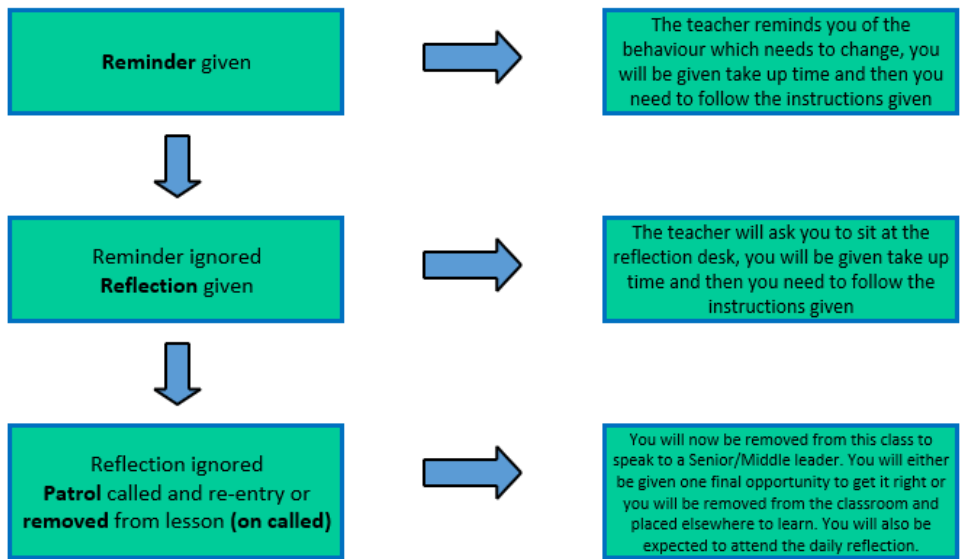 Reminder given
The teacher reminds you of the
behaviour which needs to change, you
will be given take up time and then you
need to follow the instructions given
Reminder ignored
Reflection given
The teacher will ask you to sit at the
reflection desk, you will be given take up
time and then you need to follow the
instructions given
Reflection ignored
Patrol called and re-entry or
removed from lesson (on called)
You will now be removed from this class to
speak to a Senior/Middle leader. You will either
be given one final opportunity to get it right or
you will be removed from the classroom and
placed elsewhere to learn. You will also be
expected to attend the daily reflection.